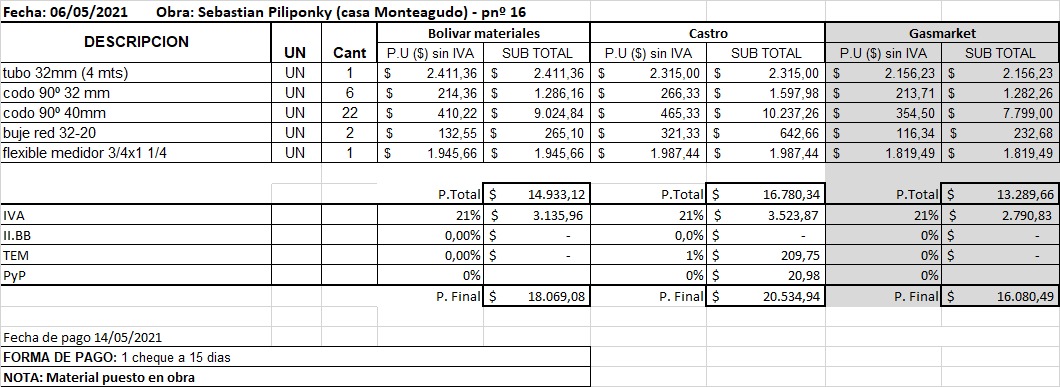 Fecha: 06/05/2021 Obra: Sebastian Piliponky (casa Monteagudo) - pnº 16
DESCRIPCION UN Cant Bolivar materiales Castro Gasmarket
P.U ($) sin IVA SUB TOTAL P.U ($) sin IVA SUB TOTAL P.U ($) sin IVA SUB TOTAL
tubo 32mm (4 mts) UN 1 $ 2.411,36 $ 2.411,36 $ 2.315,00 $ 2.315,00 $ 2.156,23 $ 2.156,23
codo 90º 32 mm UN 6 $ 214,36 $ 1.286,16 $ 266,33 $ 1.597,98 $ 213,71 $ 1.282,26
codo 90º 40mm UN 22 $ 410,22 $ 9.024,84 $ 465,33 $ 10.237,26 $ 354,50 $ 7.799,00
buje red 32-20 UN 2 $ 132,55 $ 265,10 $ 321,33 $ 642,66 $ 116,34 $ 232,68
flexible medidor 3/4x1 1/4 UN 1 $ 1.945,66 $ 1.945,66 $ 1.987,44 $ 1.987,44 $ 1.819,49 $ 1.819,49
P.Total $ 14.933,12 P.Total $ 16.780,34 P.Total $ 13.289,66
IVA 21% $ 3.135,96 21% $ 3.523,87 21% $ 2.790,83
II.BB 0,00% $ - 0,0% $ - 0% $ -
TEM 0,00% $ - 1% $ 209,75 0% $ -
PyP 0% 0% $ 20,98 0%
P. Final $ 18.069,08 P. Final $ 20.534,94 P. Final $ 16.080,49
Fecha de pago 14/05/2021
FORMA DE PAGO: 1 cheque a 15 dias
NOTA: Material puesto en obra